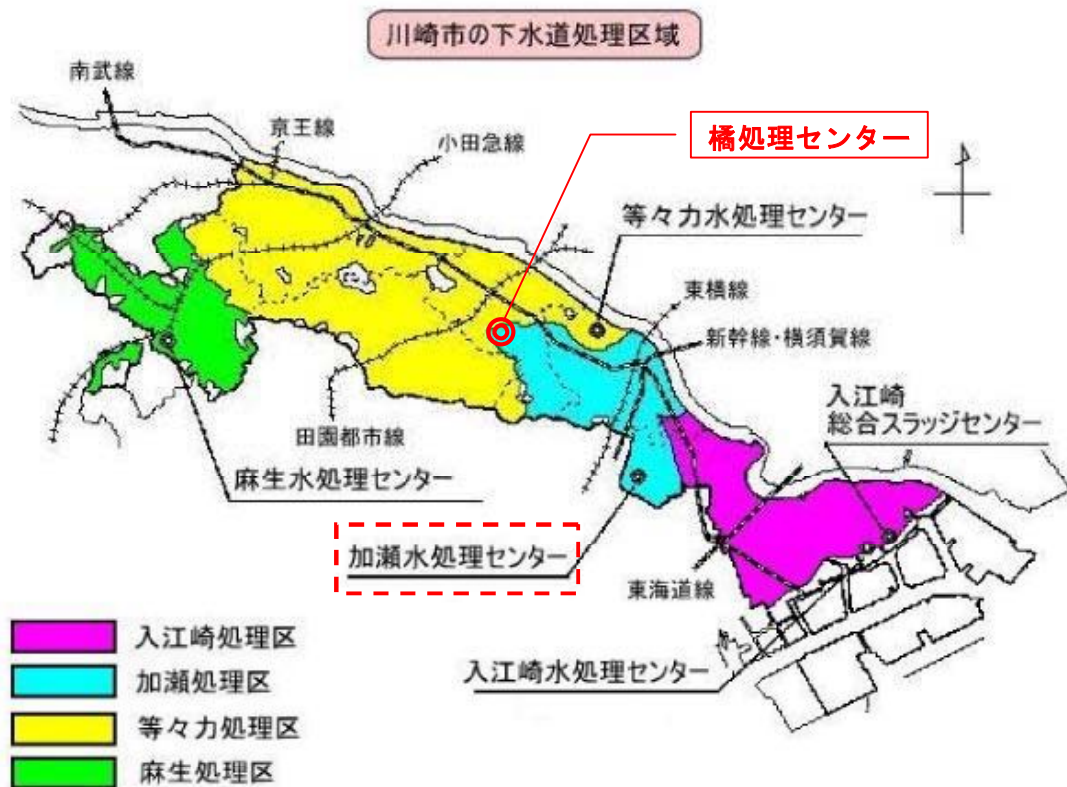 川崎市の下水道処理区域
南武線
京王線
小田急線
橘処理センター
等々力水処理センター
東横線
新幹線・横須賀線
入江崎
総合スラッジセンター
田園都市線
麻生水処理センター
加瀬水処理センター
東海道線
入江崎水処理センター
入江崎処理区
加瀬処理区
等々力処理区
麻生処理区